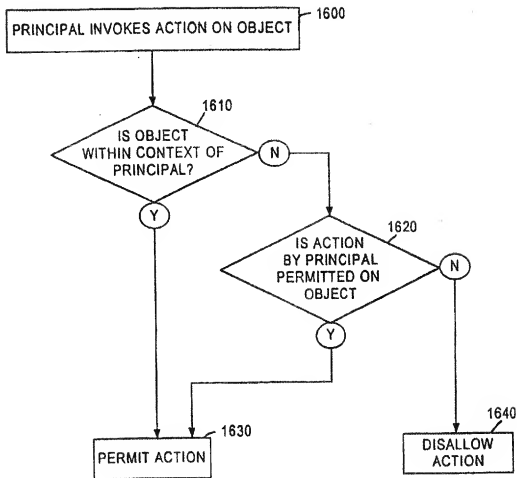 PRINCIPAL INVOKES ACTION ON OBJECT
1600
1610
IS OBJECT
WITHIN CONTEXT OF
PRINCIPAL?
N
Y
1620
IS ACTION
BY PRINCIPAL
PERMITTED ON
OBJECT
N
Y
1630
PERMIT ACTION
1640
DISALLOW
ACTION